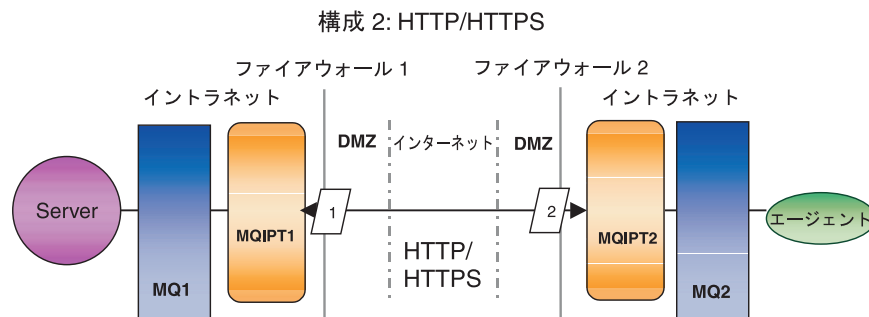 構成 2: HTTP/HTTPS
ファイアウォール 1
ファイアウォール 2
イントラネット
イントラネット
DMZ
インターネット
DMZ
Server
MQ1
MQIPT1
1
HTTP/
HTTPS
2
MQIPT2
MQ2
エージェント